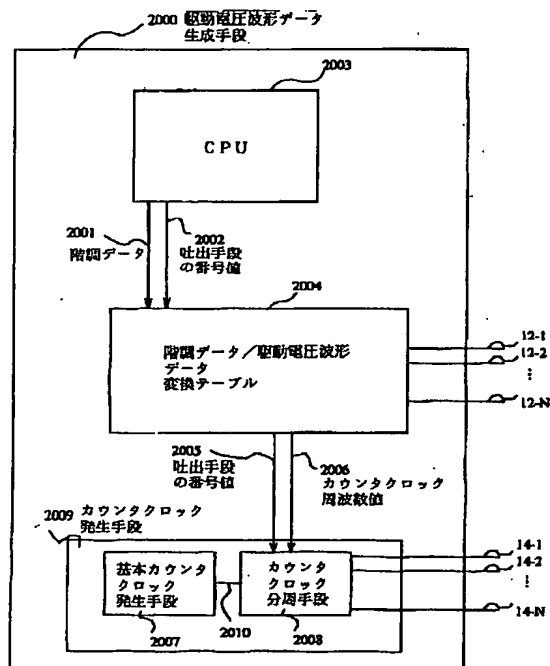 2000 駆動電圧波形データ
生成手段
2003
CPU
2001
階調データ
2002
吐出手段
の番号値
2004
階調データ/駆動電圧波形
データ
変換テーブル
12-1
12-2
⋮
12-N
2005
吐出手段
の番号値
2006
カウンタクロック
周波数値
2009
カウンタクロック
発生手段
基本カウンタ
クロック
発生手段
カウンタ
クロック
分周手段
14-1
14-2
⋮
14-N
2007
2010
2008